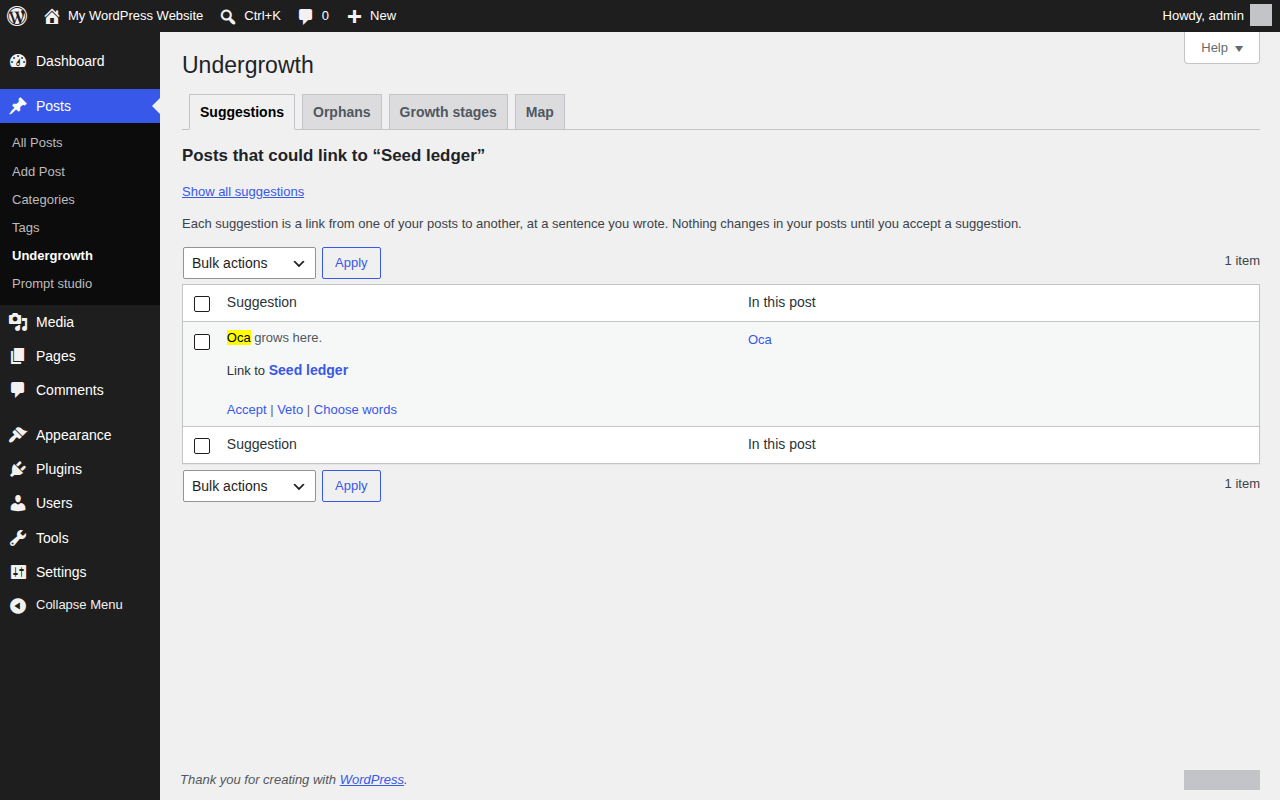 My WordPress Website Ctrl+K 0 New Howdy, admin
Help
Dashboard
Posts
All Posts
Add Post
Categories
Tags
Undergrowth
Prompt studio
Media
Pages
Comments
Appearance
Plugins
Users
Tools
Settings
Collapse Menu
Undergrowth
Suggestions Orphans Growth stages Map
Posts that could link to “Seed ledger”
Show all suggestions
Each suggestion is a link from one of your posts to another, at a sentence you wrote. Nothing changes in your posts until you accept a suggestion.
Bulk actions Apply 1 item
Suggestion In this post
Oca grows here. Oca
Link to Seed ledger
Accept | Veto | Choose words
Suggestion In this post
Bulk actions Apply 1 item
Thank you for creating with WordPress.